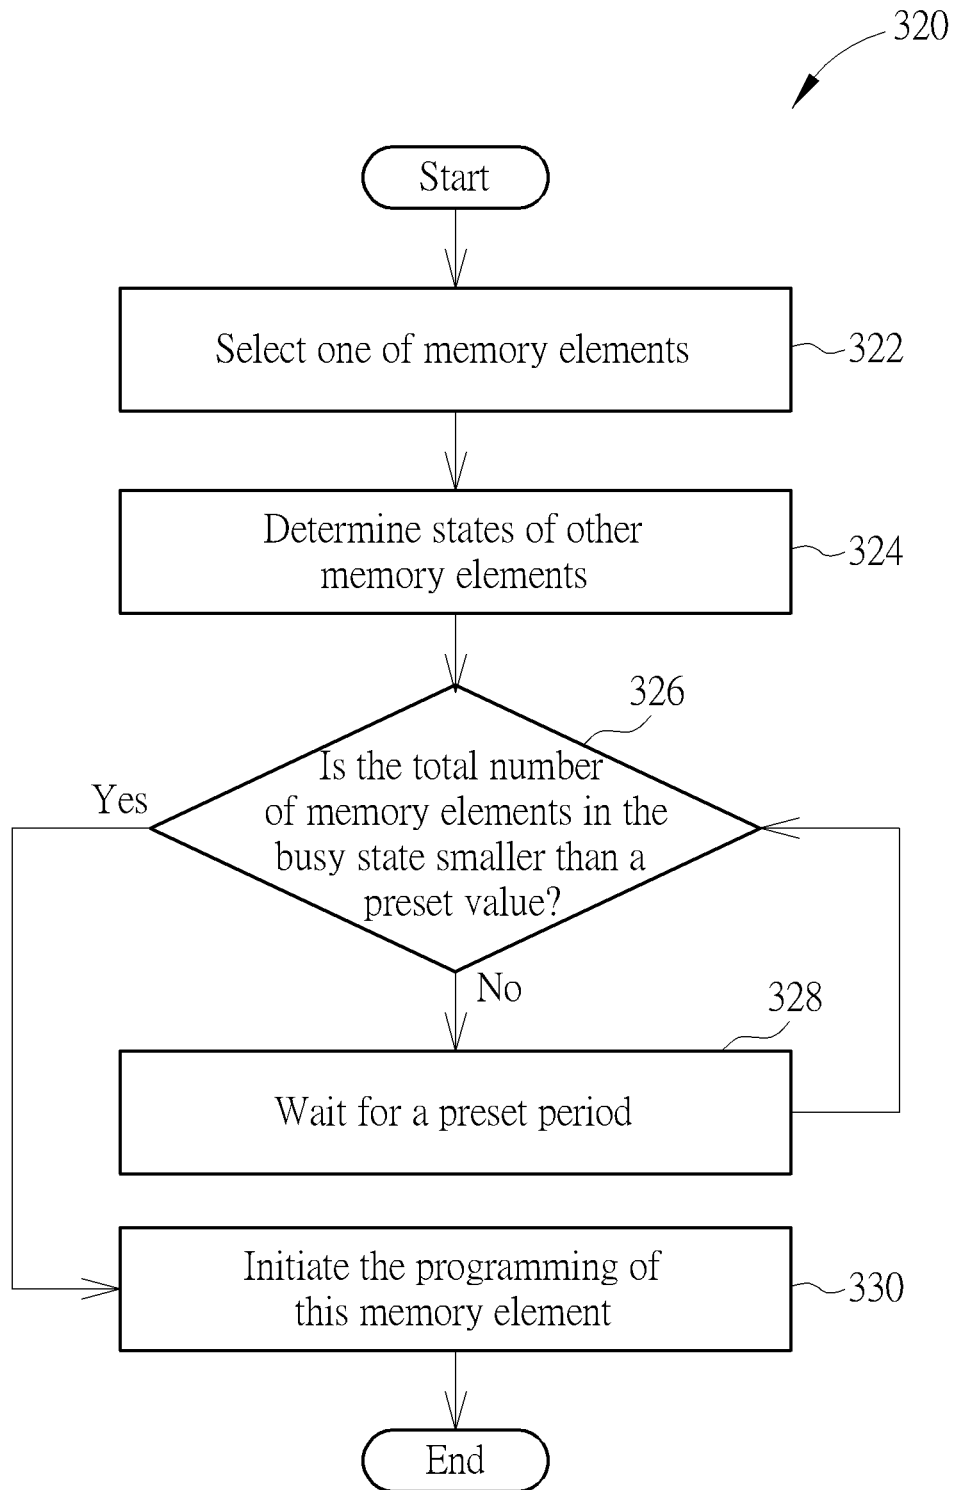 320
Start
Select one of memory elements
322
Determine states of other
memory elements
324
326
Is the total number
of memory elements in the
busy state smaller than a
preset value?
Yes
No
328
Wait for a preset period
Initiate the programming of
this memory element
330
End